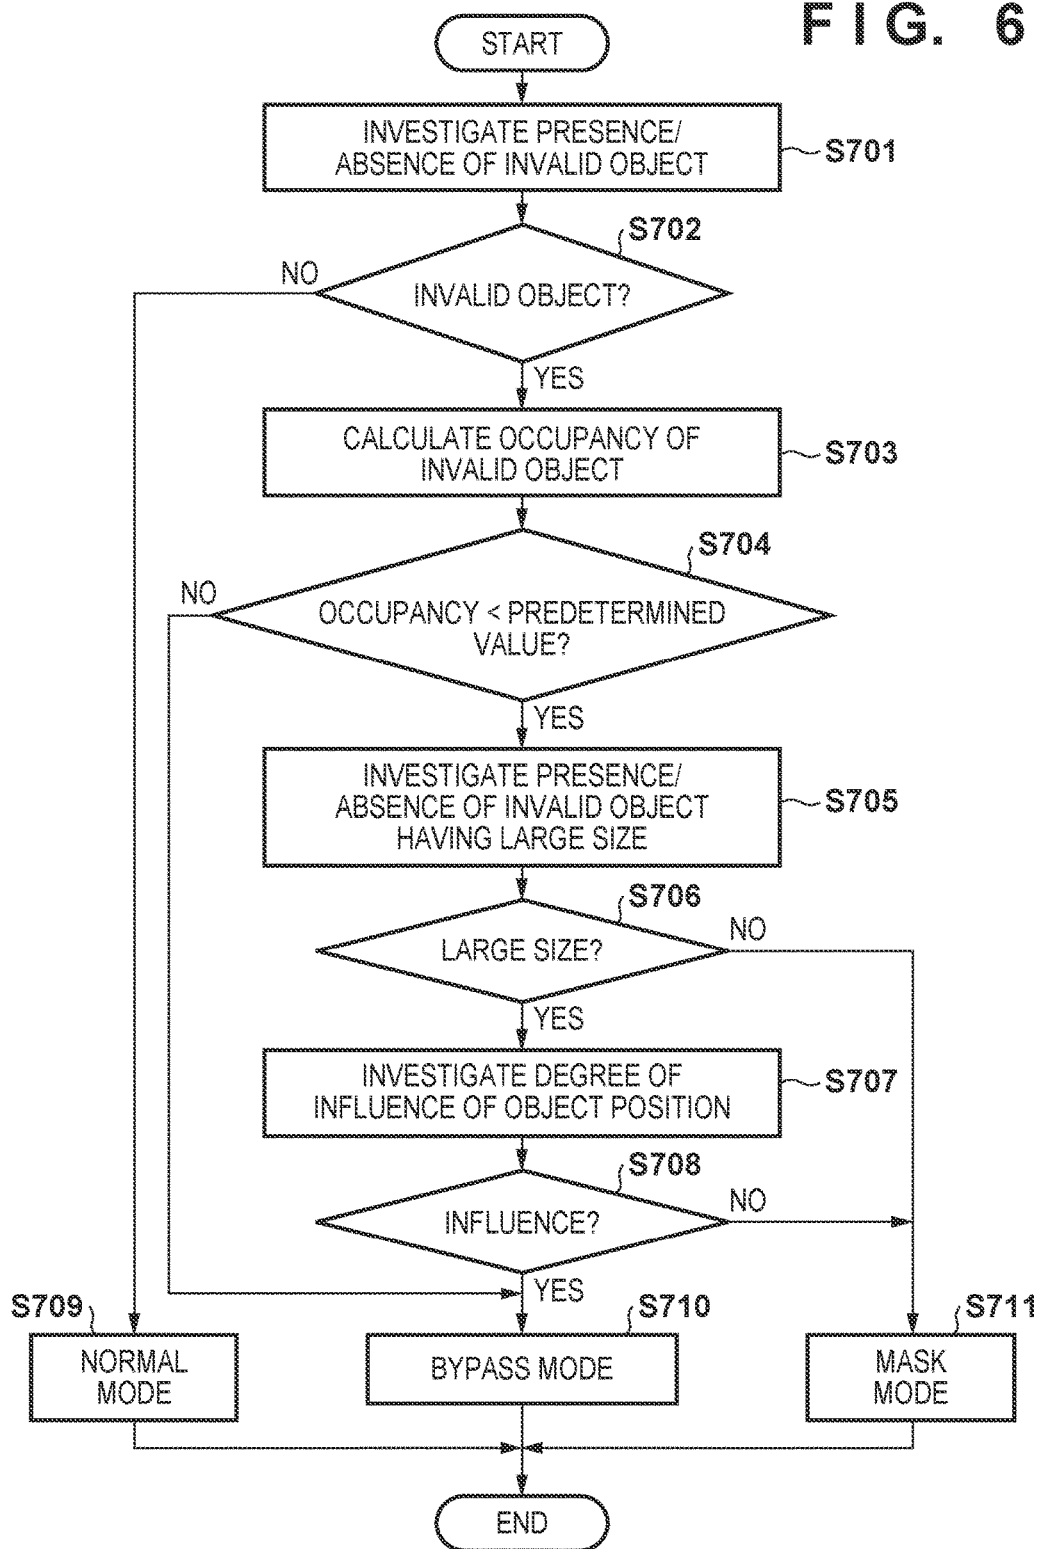 FIG. 6
START
INVESTIGATE PRESENCE/
ABSENCE OF INVALID OBJECT
S701
S702
NO
INVALID OBJECT?
YES
CALCULATE OCCUPANCY OF
INVALID OBJECT
S703
S704
NO
OCCUPANCY < PREDETERMINED
VALUE?
YES
INVESTIGATE PRESENCE/
ABSENCE OF INVALID OBJECT
HAVING LARGE SIZE
S705
S706
NO
LARGE SIZE?
YES
INVESTIGATE DEGREE OF
INFLUENCE OF OBJECT POSITION
S707
S708
NO
INFLUENCE?
YES
S709
NORMAL
MODE
S710
BYPASS MODE
S711
MASK
MODE
END